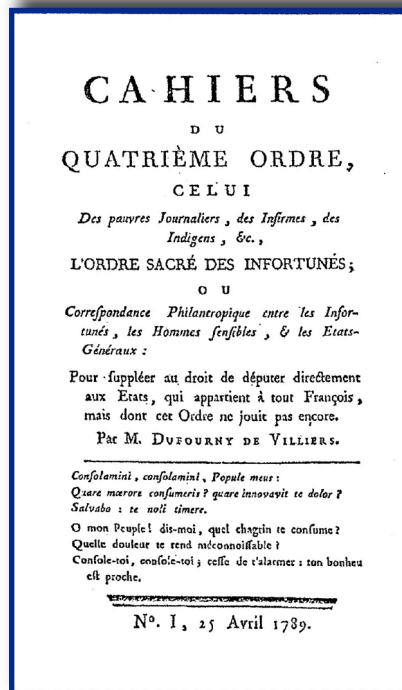 CAHIERS
DU
QUATRIÈME ORDRE,
CELUI
Des pauvres Journaliers, des Infirmes, des
Indigens, &c.,
L'ORDRE SACRÉ DES INFORTUNÉS;
OU
Correſpondance Philantropique entre les Infor-
tunés, les Hommes ſenſibles, & les Etats-
Généraux :
Pour ſuppléer au droit de députer directement
aux Etats, qui appartient à tout François,
mais dont cet Ordre ne jouit pas encore.
Par M. DUFOURNY DE VILLIERS.
Conſolamini, conſolamini, Popule meus :
Quare mœrore conſumeris ? quare innovavit te dolor ?
Salvabo : te noli timere.
O mon Peuple! dis-moi, quel chagrin te conſume ?
Quelle douleur te rend méconnoiſſable ?
Conſole-toi, conſole-toi; ceſſe de t'alarmer : ton bonheu
eſt proche.
Nº. I, 25 Avril 1789.